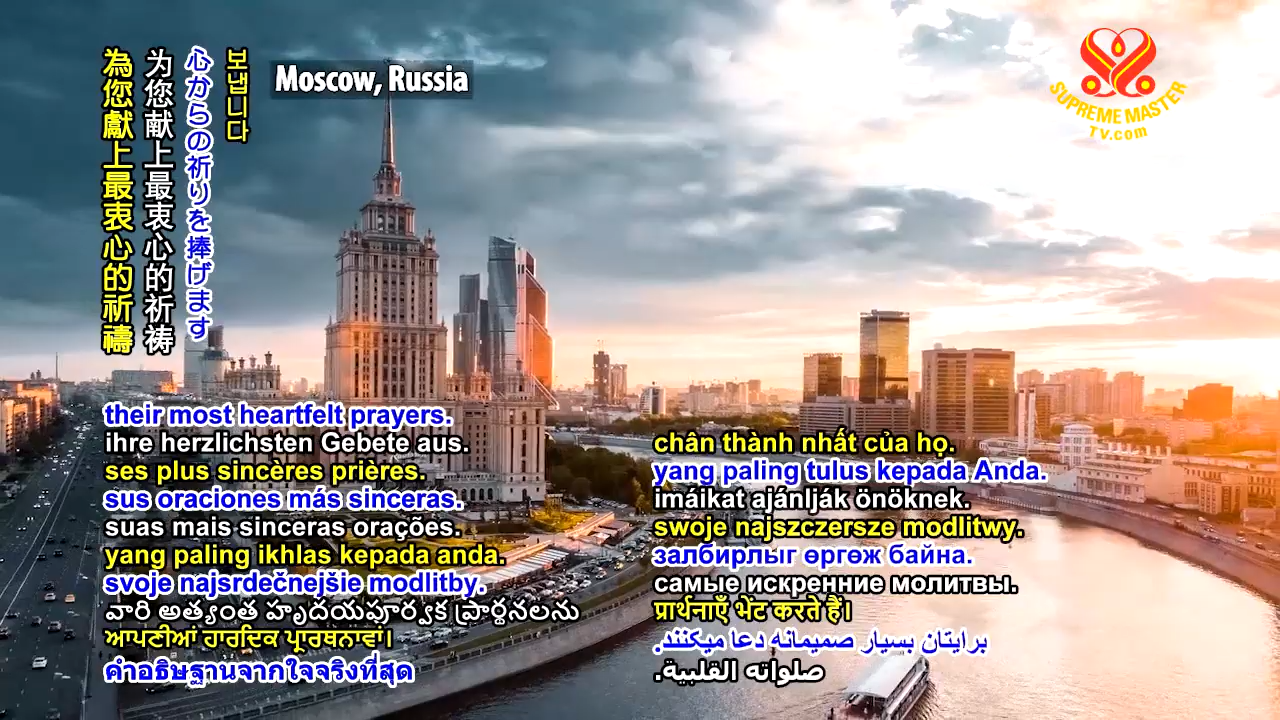 為您獻上最衷心的祈禱
为您献上最衷心的祈祷
心からの祈りを捧げます
보냅니다
Moscow, Russia
SUPREME MASTER
TV.com
their most heartfelt prayers.
ihre herzlichsten Gebete aus.
ses plus sincères prières.
sus oraciones más sinceras.
suas mais sinceras orações.
yang paling ikhlas kepada anda.
svoje najsrdečnejšie modlitby.
వారి అత్యంత హృదయపూర్వక ప్రార్థనలను
ਆਪਣੀਆਂ ਹਾਰਦਿਕ ਪ੍ਰਾਰਥਨਾਵਾਂ।
คำอธิษฐานจากใจจริงที่สุด
chân thành nhất của họ.
yang paling tulus kepada Anda.
imáikat ajánlják önöknek.
swoje najszczersze modlitwy.
залбирлыг өргөж байна.
самые искренние молитвы.
प्रार्थनाएँ भेंट करते हैं।
برایتان بسیار صمیمانه دعا میکنند.
صلواته القلبية.